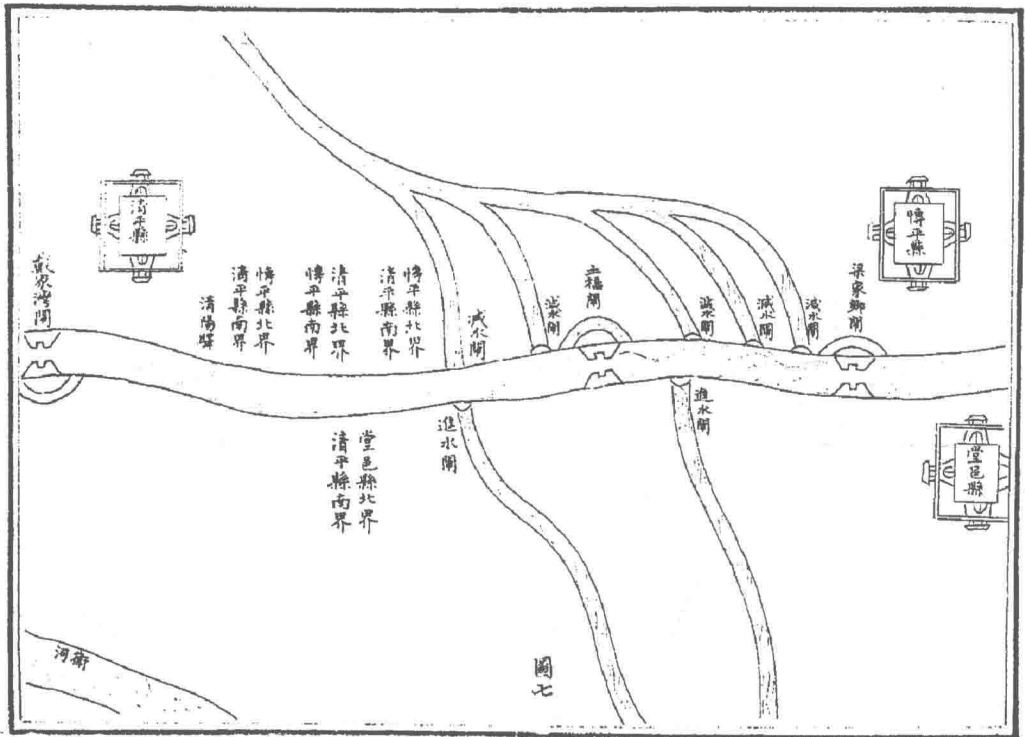 博平縣
梁家鄉閘
堂邑縣
減水閘
減水閘
減水閘
進水閘
土橋閘
減水閘
減水閘
進水閘
博平縣北界
清平縣南界
清平縣北界
博平縣南界
博平縣北界
清平縣南界
清陽驛
堂邑縣北界
清平縣南界
清平縣
戴家灣閘
衛河
圖七